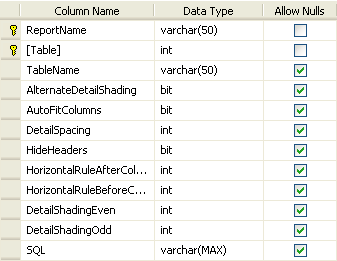 Column Name Data Type Allow Nulls
ReportName varchar(50)
[Table] int
TableName varchar(50)
AlternateDetailShading bit
AutoFitColumns bit
DetailSpacing int
HideHeaders bit
HorizontalRuleAfterCol... int
HorizontalRuleBeforeC... int
DetailShadingEven int
DetailShadingOdd int
SQL varchar(MAX)